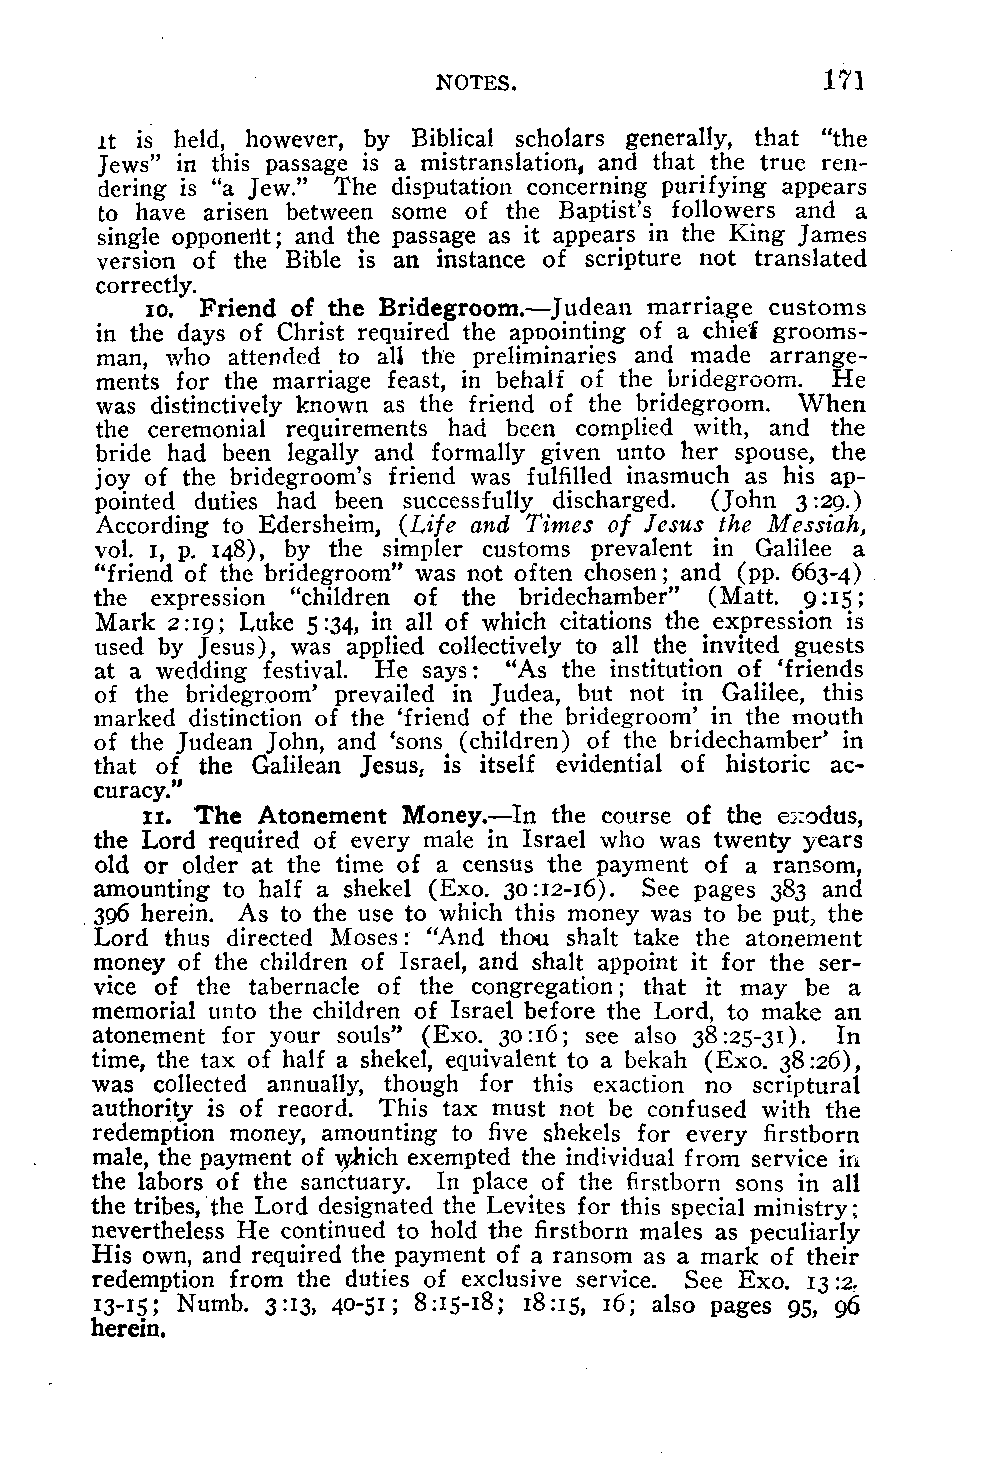 NOTES. 171
it is held, however, by Biblical scholars generally, that “the
Jews” in this passage is a mistranslation, and that the true ren-
dering is “a Jew.” The disputation concerning purifying appears
to have arisen between some of the Baptist’s followers and a
single opponent; and the passage as it appears in the King James
version of the Bible is an instance of scripture not translated
correctly.
10. Friend of the Bridegroom.—Judean marriage customs
in the days of Christ required the appointing of a chief grooms-
man, who attended to all the preliminaries and made arrange-
ments for the marriage feast, in behalf of the bridegroom. He
was distinctively known as the friend of the bridegroom. When
the ceremonial requirements had been complied with, and the
bride had been legally and formally given unto her spouse, the
joy of the bridegroom’s friend was fulfilled inasmuch as his ap-
pointed duties had been successfully discharged. (John 3:29.)
According to Edersheim, (Life and Times of Jesus the Messiah,
vol. 1, p. 148), by the simpler customs prevalent in Galilee a
“friend of the bridegroom” was not often chosen; and (pp. 663-4)
the expression “children of the bridechamber” (Matt. 9:15;
Mark 2:19; Luke 5:34, in all of which citations the expression is
used by Jesus), was applied collectively to all the invited guests
at a wedding festival. He says: “As the institution of ‘friends
of the bridegroom’ prevailed in Judea, but not in Galilee, this
marked distinction of the ‘friend of the bridegroom’ in the mouth
of the Judean John, and ‘sons (children) of the bridechamber’ in
that of the Galilean Jesus, is itself evidential of historic ac-
curacy.”
11. The Atonement Money.—In the course of the exodus,
the Lord required of every male in Israel who was twenty years
old or older at the time of a census the payment of a ransom,
amounting to half a shekel (Exo. 30:12-16). See pages 383 and
396 herein. As to the use to which this money was to be put, the
Lord thus directed Moses: “And thou shalt take the atonement
money of the children of Israel, and shalt appoint it for the ser-
vice of the tabernacle of the congregation; that it may be a
memorial unto the children of Israel before the Lord, to make an
atonement for your souls” (Exo. 30:16; see also 38:25-31). In
time, the tax of half a shekel, equivalent to a bekah (Exo. 38:26),
was collected annually, though for this exaction no scriptural
authority is of record. This tax must not be confused with the
redemption money, amounting to five shekels for every firstborn
male, the payment of which exempted the individual from service in
the labors of the sanctuary. In place of the firstborn sons in all
the tribes, the Lord designated the Levites for this special ministry;
nevertheless He continued to hold the firstborn males as peculiarly
His own, and required the payment of a ransom as a mark of their
redemption from the duties of exclusive service. See Exo. 13:2,
13-15; Numb. 3:13, 40-51; 8:15-18; 18:15, 16; also pages 95, 96
herein.